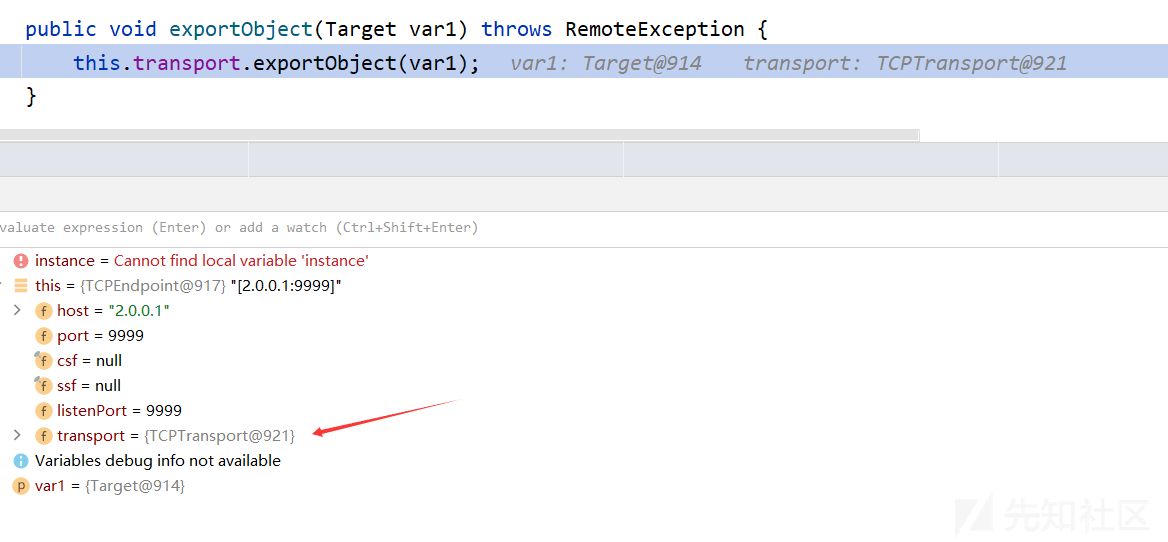 public void exportObject(Target var1) throws RemoteException {
this.transport.exportObject(var1); var1: Target@914 transport: TCPTransport@921
}
valuate expression (Enter) or add a watch (Ctrl+Shift+Enter)
instance = Cannot find local variable 'instance'
this = {TCPEndpoint@917} "[2.0.0.1:9999]"
f host = "2.0.0.1"
f port = 9999
f csf = null
f ssf = null
f listenPort = 9999
f transport = {TCPTransport@921}
Variables debug info not available
p var1 = {Target@914}
先知社区